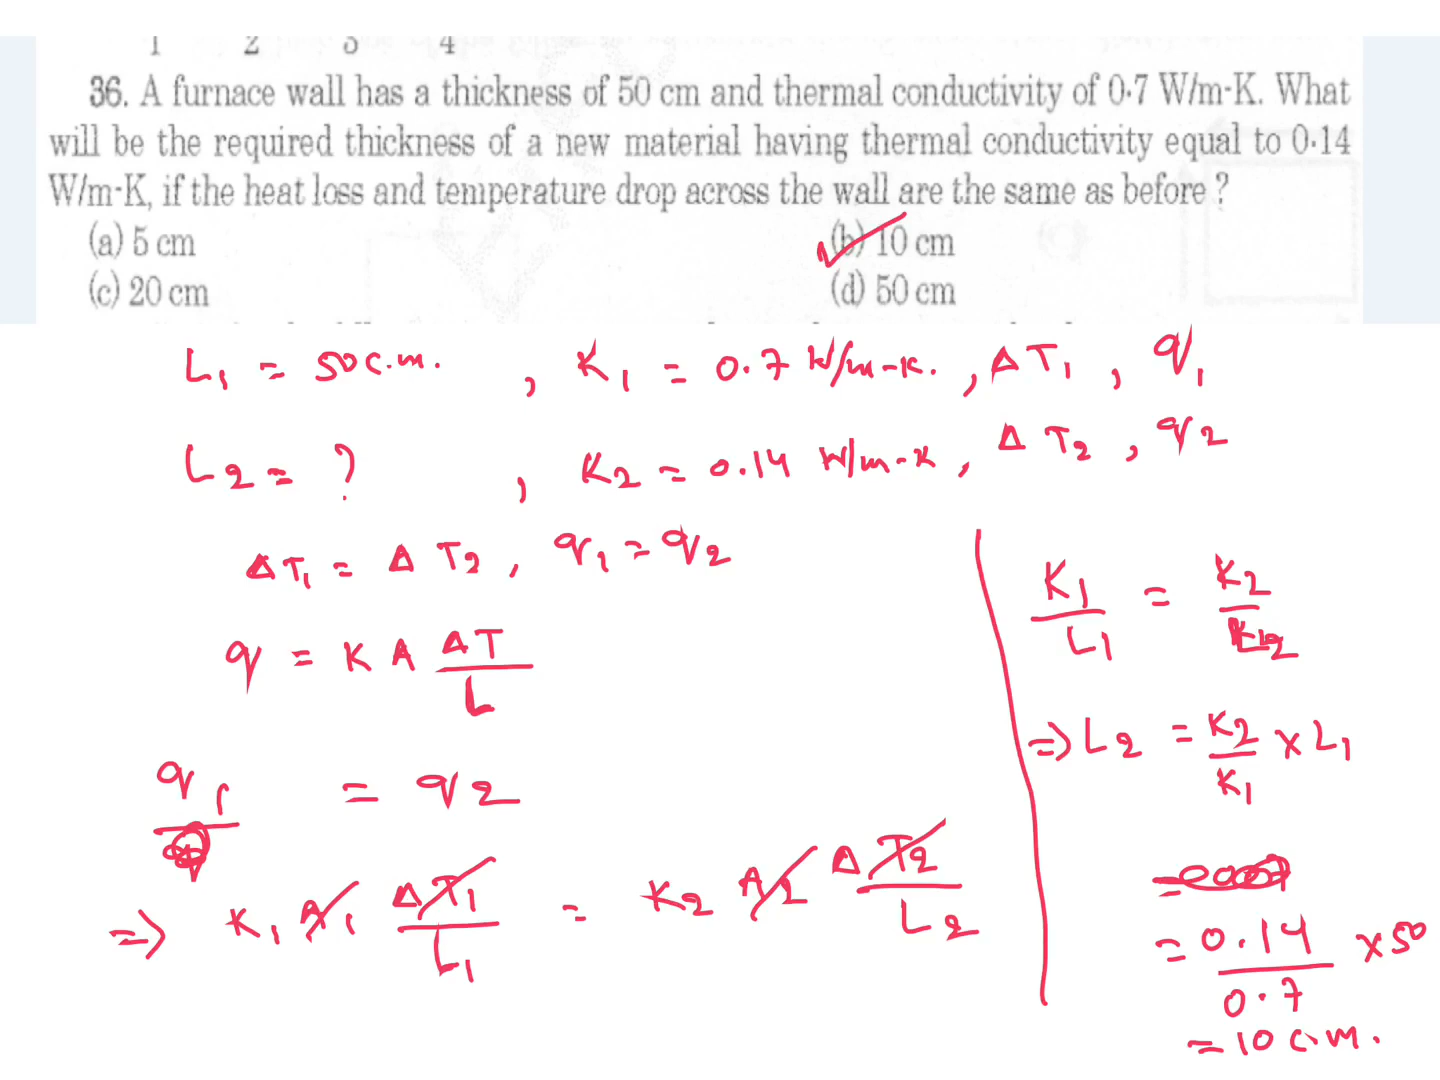 1 2 3 4
36. A furnace wall has a thickness of 50 cm and thermal conductivity of 0·7 W/m-K. What
will be the required thickness of a new material having thermal conductivity equal to 0·14
W/m-K, if the heat loss and temperature drop across the wall are the same as before ?
(a) 5 cm (b) 10 cm
(c) 20 cm (d) 50 cm
L₁ = 50 c.m. , K₁ = 0.7 W/m-K. , ΔT₁ , q₁
L₂ = ? , K₂ = 0.14 W/m-K , ΔT₂ , q₂
ΔT₁ = ΔT₂ , q₁ = q₂
q = K A ΔT / L
q₁ = q₂
=> K₁ A₁ ΔT₁ / L₁ = K₂ A₂ ΔT₂ / L₂
K₁ / L₁ = K₂ / L₂
=> L₂ = K₂ / K₁ × L₁
= 0.14 / 0.7 × 50
= 10 c.m.